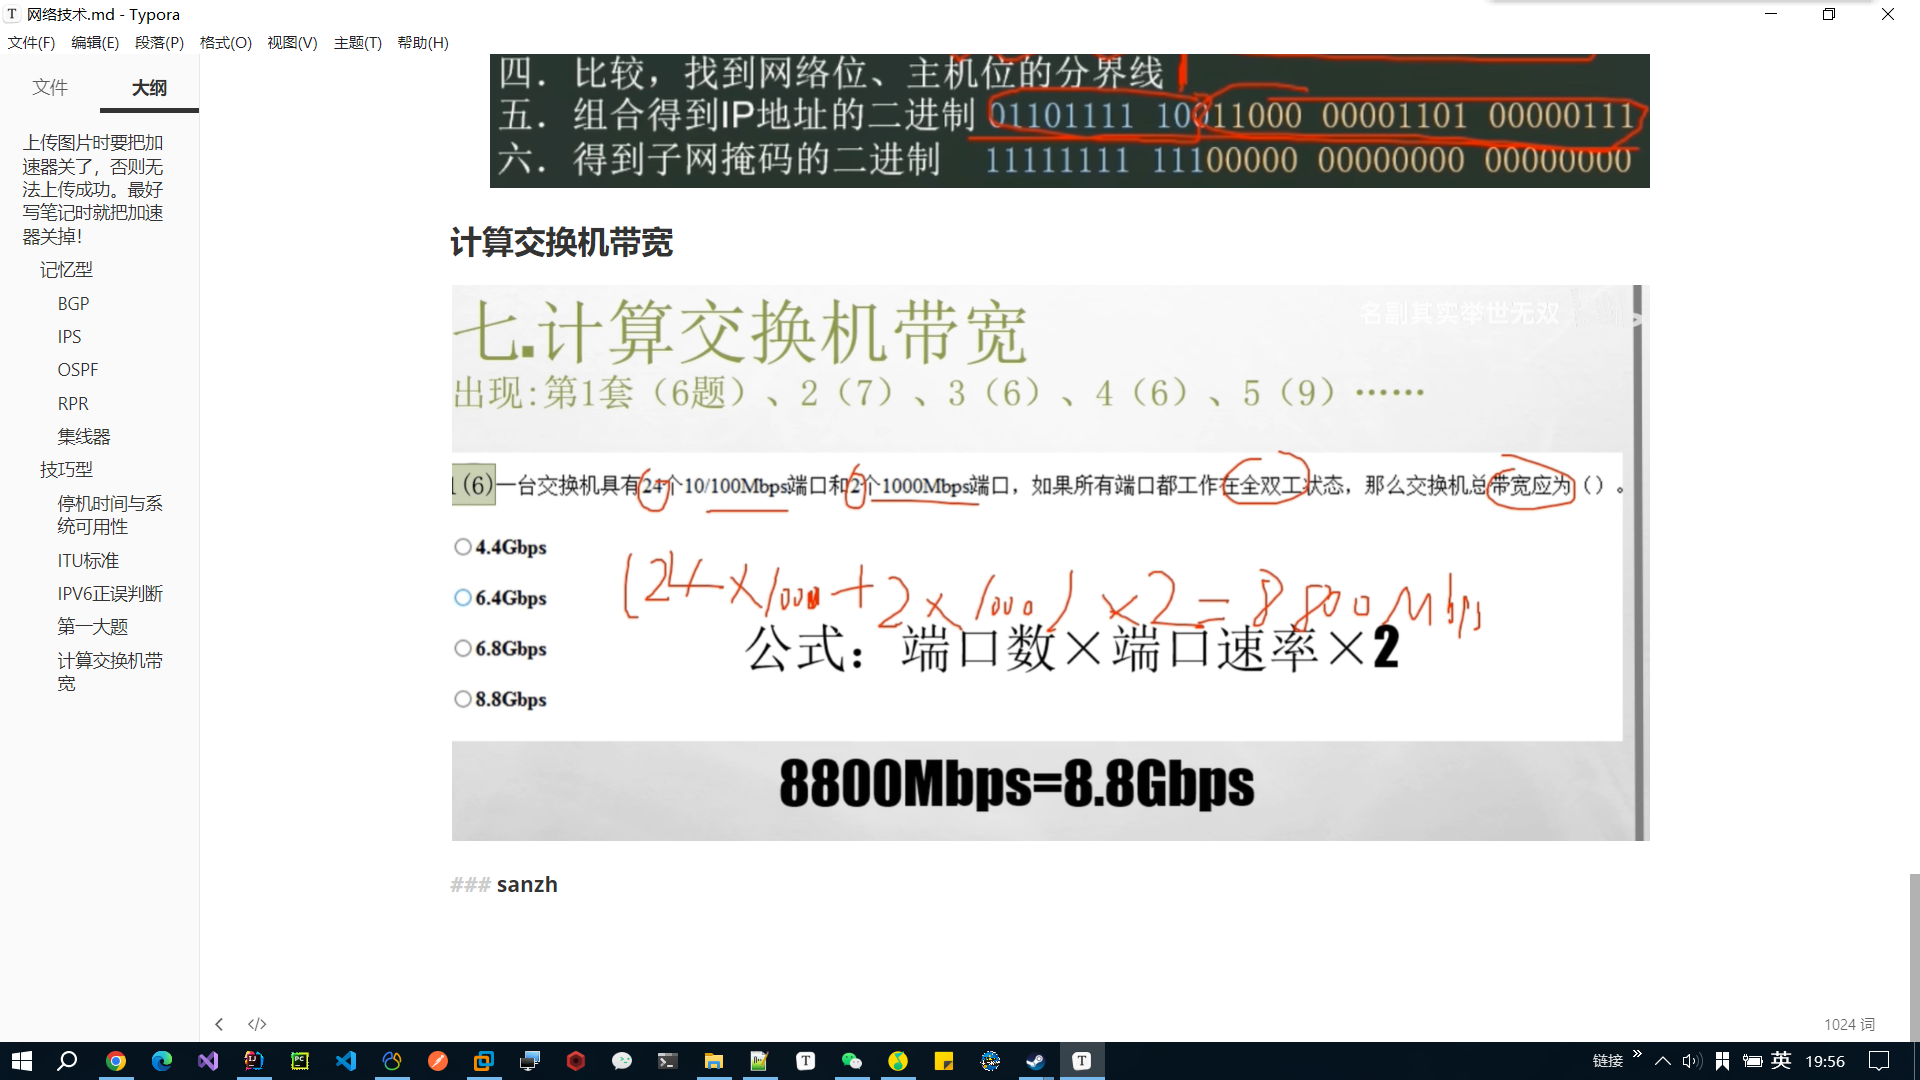 网络技术.md - Typora
文件(F) 编辑(E) 段落(P) 格式(O) 视图(V) 主题(T) 帮助(H)
文件 大纲
上传图片时要把加
速器关了，否则无
法上传成功。最好
写笔记时就把加速
器关掉！
记忆型
BGP
IPS
OSPF
RPR
集线器
技巧型
停机时间与系
统可用性
ITU标准
IPV6正误判断
第一大题
计算交换机带
宽
四．比较，找到网络位、主机位的分界线
五．组合得到IP地址的二进制 01101111 10011000 00001101 00000111
六．得到子网掩码的二进制 11111111 11100000 00000000 00000000
计算交换机带宽
名副其实举世无双
七.计算交换机带宽
出现:第1套（6题）、2（7）、3（6）、4（6）、5（9）……
1(6)一台交换机具有24个10/100Mbps端口和2个1000Mbps端口，如果所有端口都工作在全双工状态，那么交换机总带宽应为（）。
4.4Gbps
6.4Gbps
6.8Gbps
8.8Gbps
(24×100+2×1000)×2=8800Mbps
公式：端口数×端口速率×2
8800Mbps=8.8Gbps
### sanzh
1024 词
链接 英 19:56